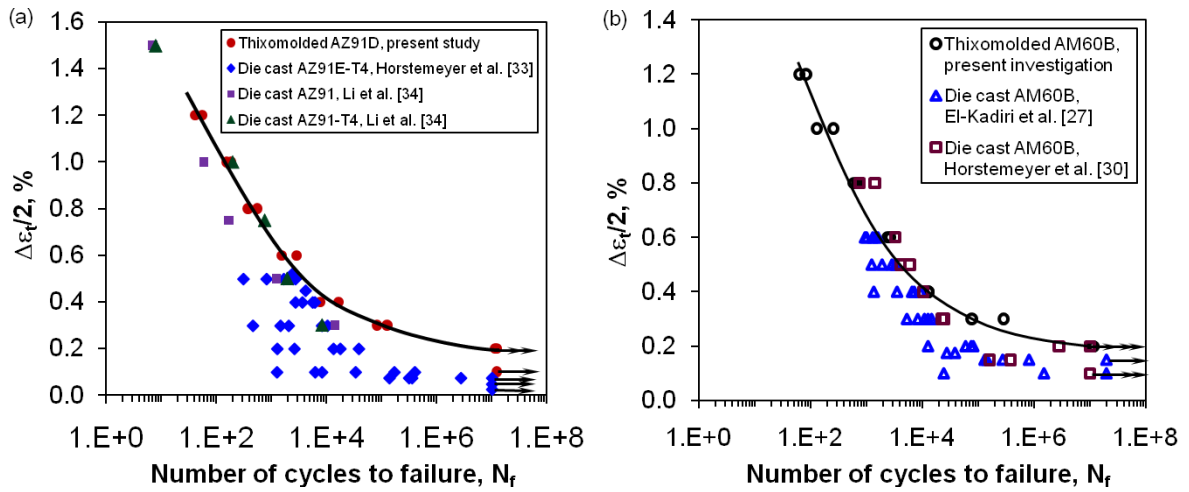 (a)
1.6
1.4
1.2
1.0
0.8
0.6
0.4
0.2
0.0
Δεt/2, %
Thixomolded AZ91D, present study
Die cast AZ91E-T4, Horstemeyer et al. [33]
Die cast AZ91, Li et al. [34]
Die cast AZ91-T4, Li et al. [34]
1.E+0 1.E+2 1.E+4 1.E+6 1.E+8
Number of cycles to failure, Nf
(b)
1.4
1.2
1.0
0.8
0.6
0.4
0.2
0.0
Δεt/2, %
Thixomolded AM60B,
present investigation
Die cast AM60B,
El-Kadiri et al. [27]
Die cast AM60B,
Horstemeyer et al. [30]
1.E+0 1.E+2 1.E+4 1.E+6 1.E+8
Number of cycles to failure, Nf